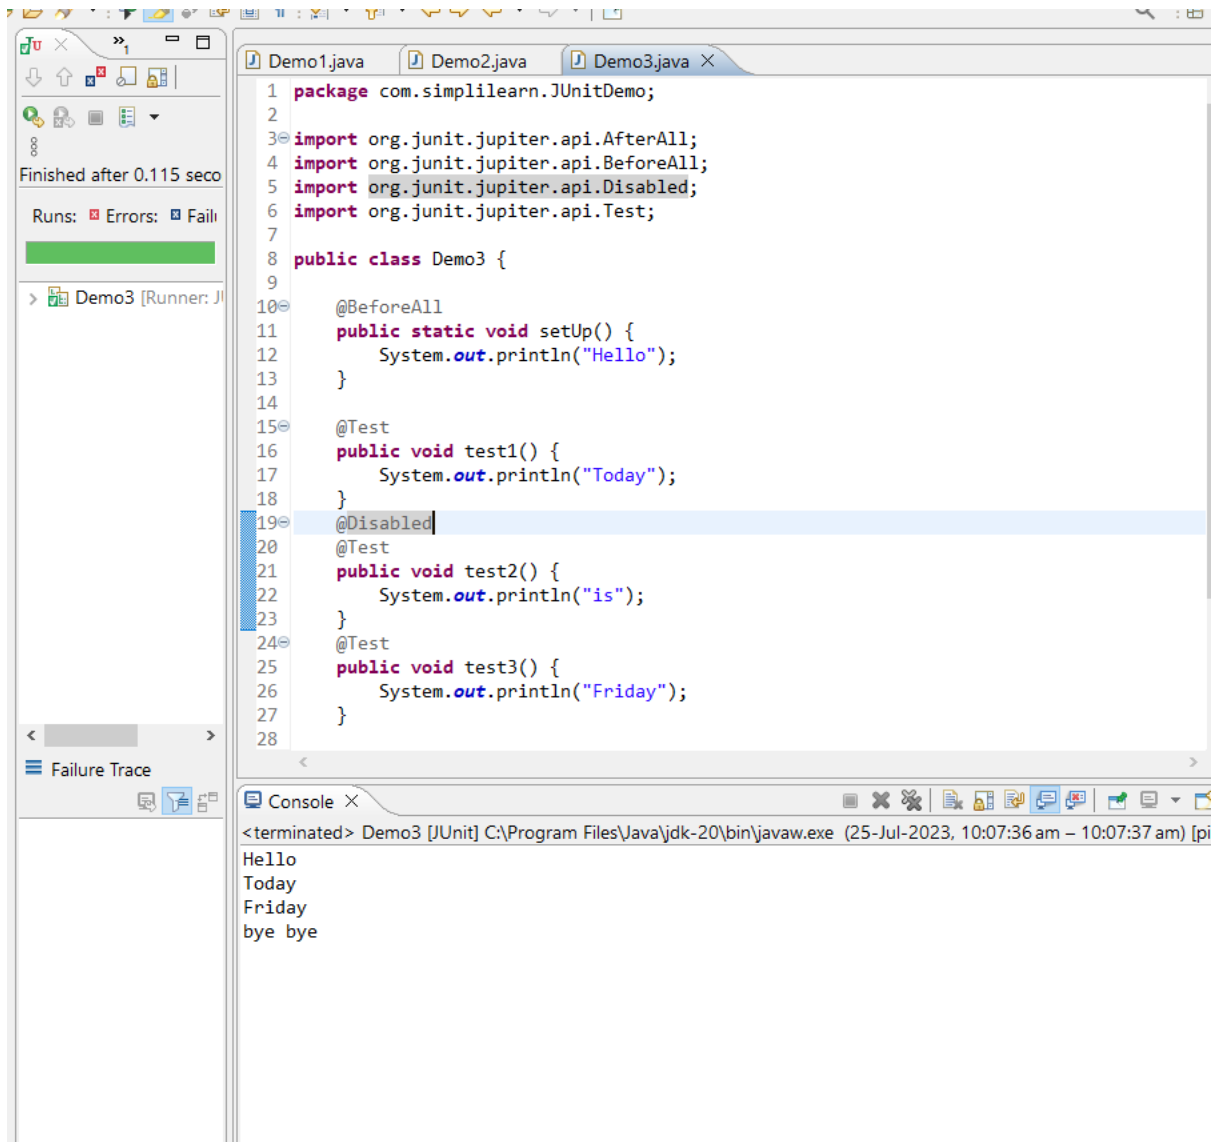 Finished after 0.115 seco
Runs: Errors: Fail
Demo3 [Runner: J
Failure Trace
Demo1.java Demo2.java Demo3.java
1 package com.simplilearn.JUnitDemo;
2
3 import org.junit.jupiter.api.AfterAll;
4 import org.junit.jupiter.api.BeforeAll;
5 import org.junit.jupiter.api.Disabled;
6 import org.junit.jupiter.api.Test;
7
8 public class Demo3 {
9
10 @BeforeAll
11 public static void setUp() {
12 System.out.println("Hello");
13 }
14
15 @Test
16 public void test1() {
17 System.out.println("Today");
18 }
19 @Disabled
20 @Test
21 public void test2() {
22 System.out.println("is");
23 }
24 @Test
25 public void test3() {
26 System.out.println("Friday");
27 }
28
Console
<terminated> Demo3 [JUnit] C:\Program Files\Java\jdk-20\bin\javaw.exe (25-Jul-2023, 10:07:36 am – 10:07:37 am) [pi
Hello
Today
Friday
bye bye